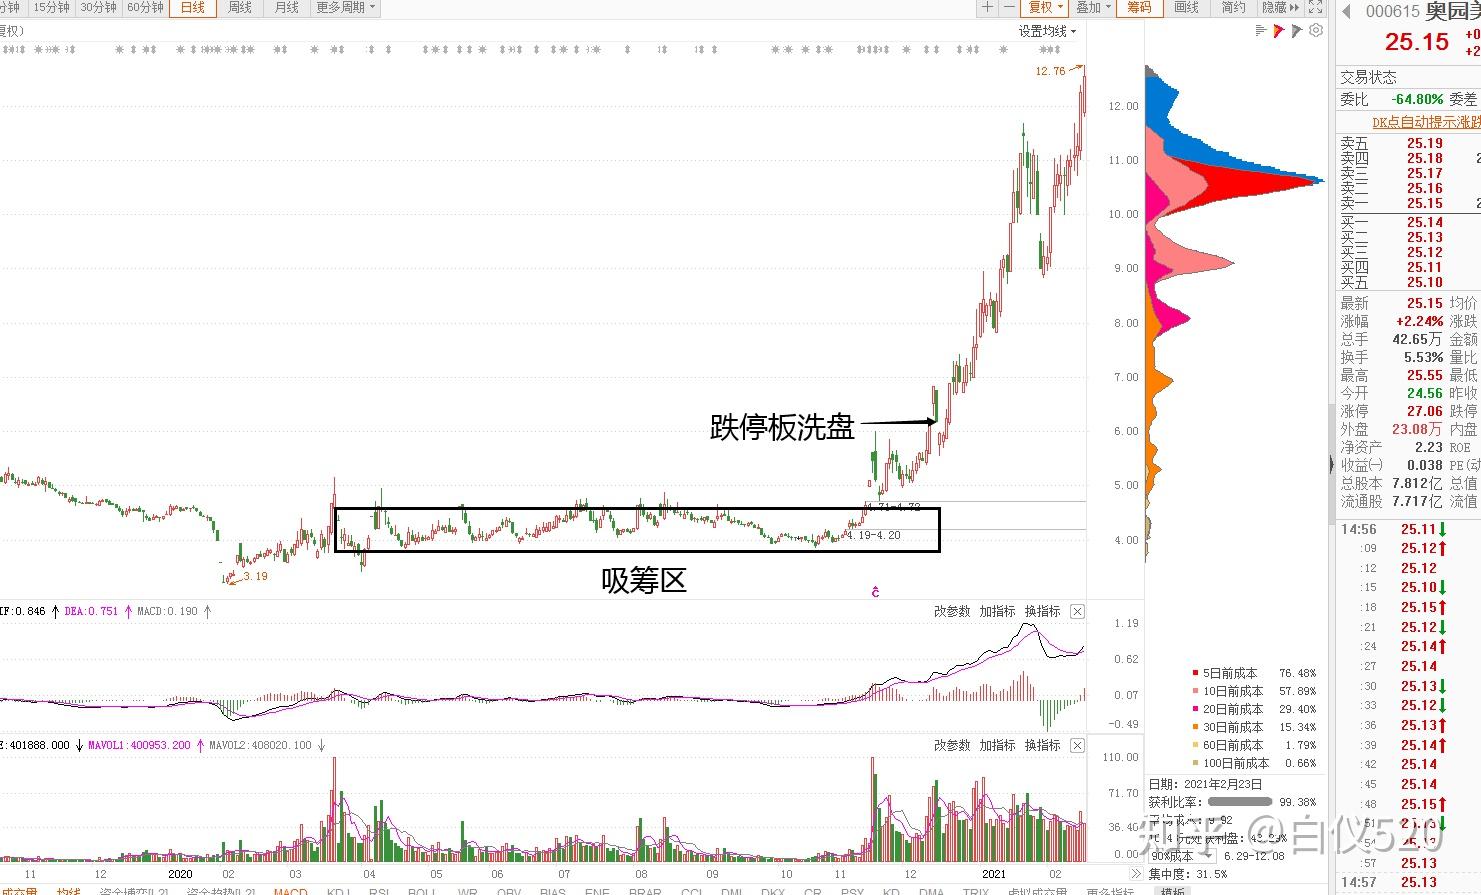 分钟 15分钟 30分钟 60分钟 日线 周线 月线 更多周期
复权 叠加 筹码 画线 简约 隐藏
000615 奥园美
复权)
设置均线
25.15
12.76
交易状态
委比 -64.80% 委差
DK点自动提示涨跌
卖五 25.19
卖四 25.18
卖三 25.17
卖二 25.16
卖一 25.15
买一 25.14
买二 25.13
买三 25.12
买四 25.11
买五 25.10
最新 25.15 均价
涨幅 +2.24% 涨跌
总手 42.65万 金额
换手 5.53% 量比
最高 25.55 最低
今开 24.56 昨收
涨停 27.06 跌停
外盘 23.08万 内盘
净资产 2.23 ROE
收益(一) 0.038 PE(动
总股本 7.812亿 总值
流通股 7.717亿 流值
12.00
11.00
10.00
9.00
8.00
7.00
6.00
5.00
4.00
跌停板洗盘
4.71-4.72
4.19-4.20
3.19
吸筹区
14:56 25.11
:09 25.12
:12 25.12
:15 25.10
:18 25.15
:21 25.12
:24 25.14
:27 25.14
:30 25.13
:33 25.12
:36 25.13
:39 25.14
:42 25.14
:45 25.14
:48 25.15
:51 25.13
:54
:57 25.13
14:57 25.13
IF:0.846 DEA:0.751 MACD:0.190
改参数 加指标 换指标
1.19
0.62
0.07
-0.49
5日前成本 76.48%
10日前成本 57.89%
20日前成本 29.40%
30日前成本 15.34%
60日前成本 1.79%
100日前成本 0.66%
E:401888.000 MAVOL1:400953.200 MAVOL2:408020.100
改参数 加指标 换指标
110.00
71.70
36.40
0.00
日期: 2021年2月23日
获利比率: 99.38%
平均成本: 9.92
获利盘: 43.29%
90%成本 6.29-12.08
集中度: 31.5%
知乎 @白仪520
11 12 2020 02 03 04 05 06 07 08 09 10 11 12 2021 02
成交量 均线 资金博弈[L2] 资金趋势[L2] MACD KDJ RSI BOLL WR OBV BIAS ENE BRAR CCI DMI DKX CR PSY KD DMA TRIX 虚拟成交量 更多指标 模板